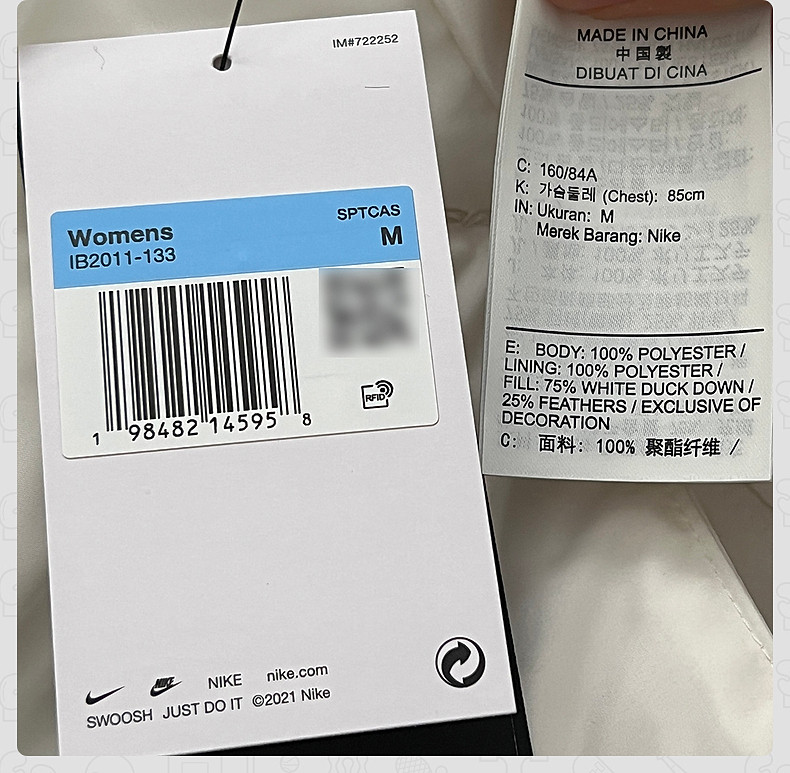 IM#722252
Womens
SPTCAS
IB2011-133
M
RFID
1 98482 14595 8
NIKE
NIKE nike.com
SWOOSH JUST DO IT ©2021 Nike
MADE IN CHINA
中国製
DIBUAT DI CINA
C: 160/84A
K: 가슴둘레 (Chest): 85cm
IN: Ukuran: M
Merek Barang: Nike
E: BODY: 100% POLYESTER /
LINING: 100% POLYESTER /
FILL: 75% WHITE DUCK DOWN /
25% FEATHERS / EXCLUSIVE OF
DECORATION
C: 面料: 100% 聚酯纤维 /